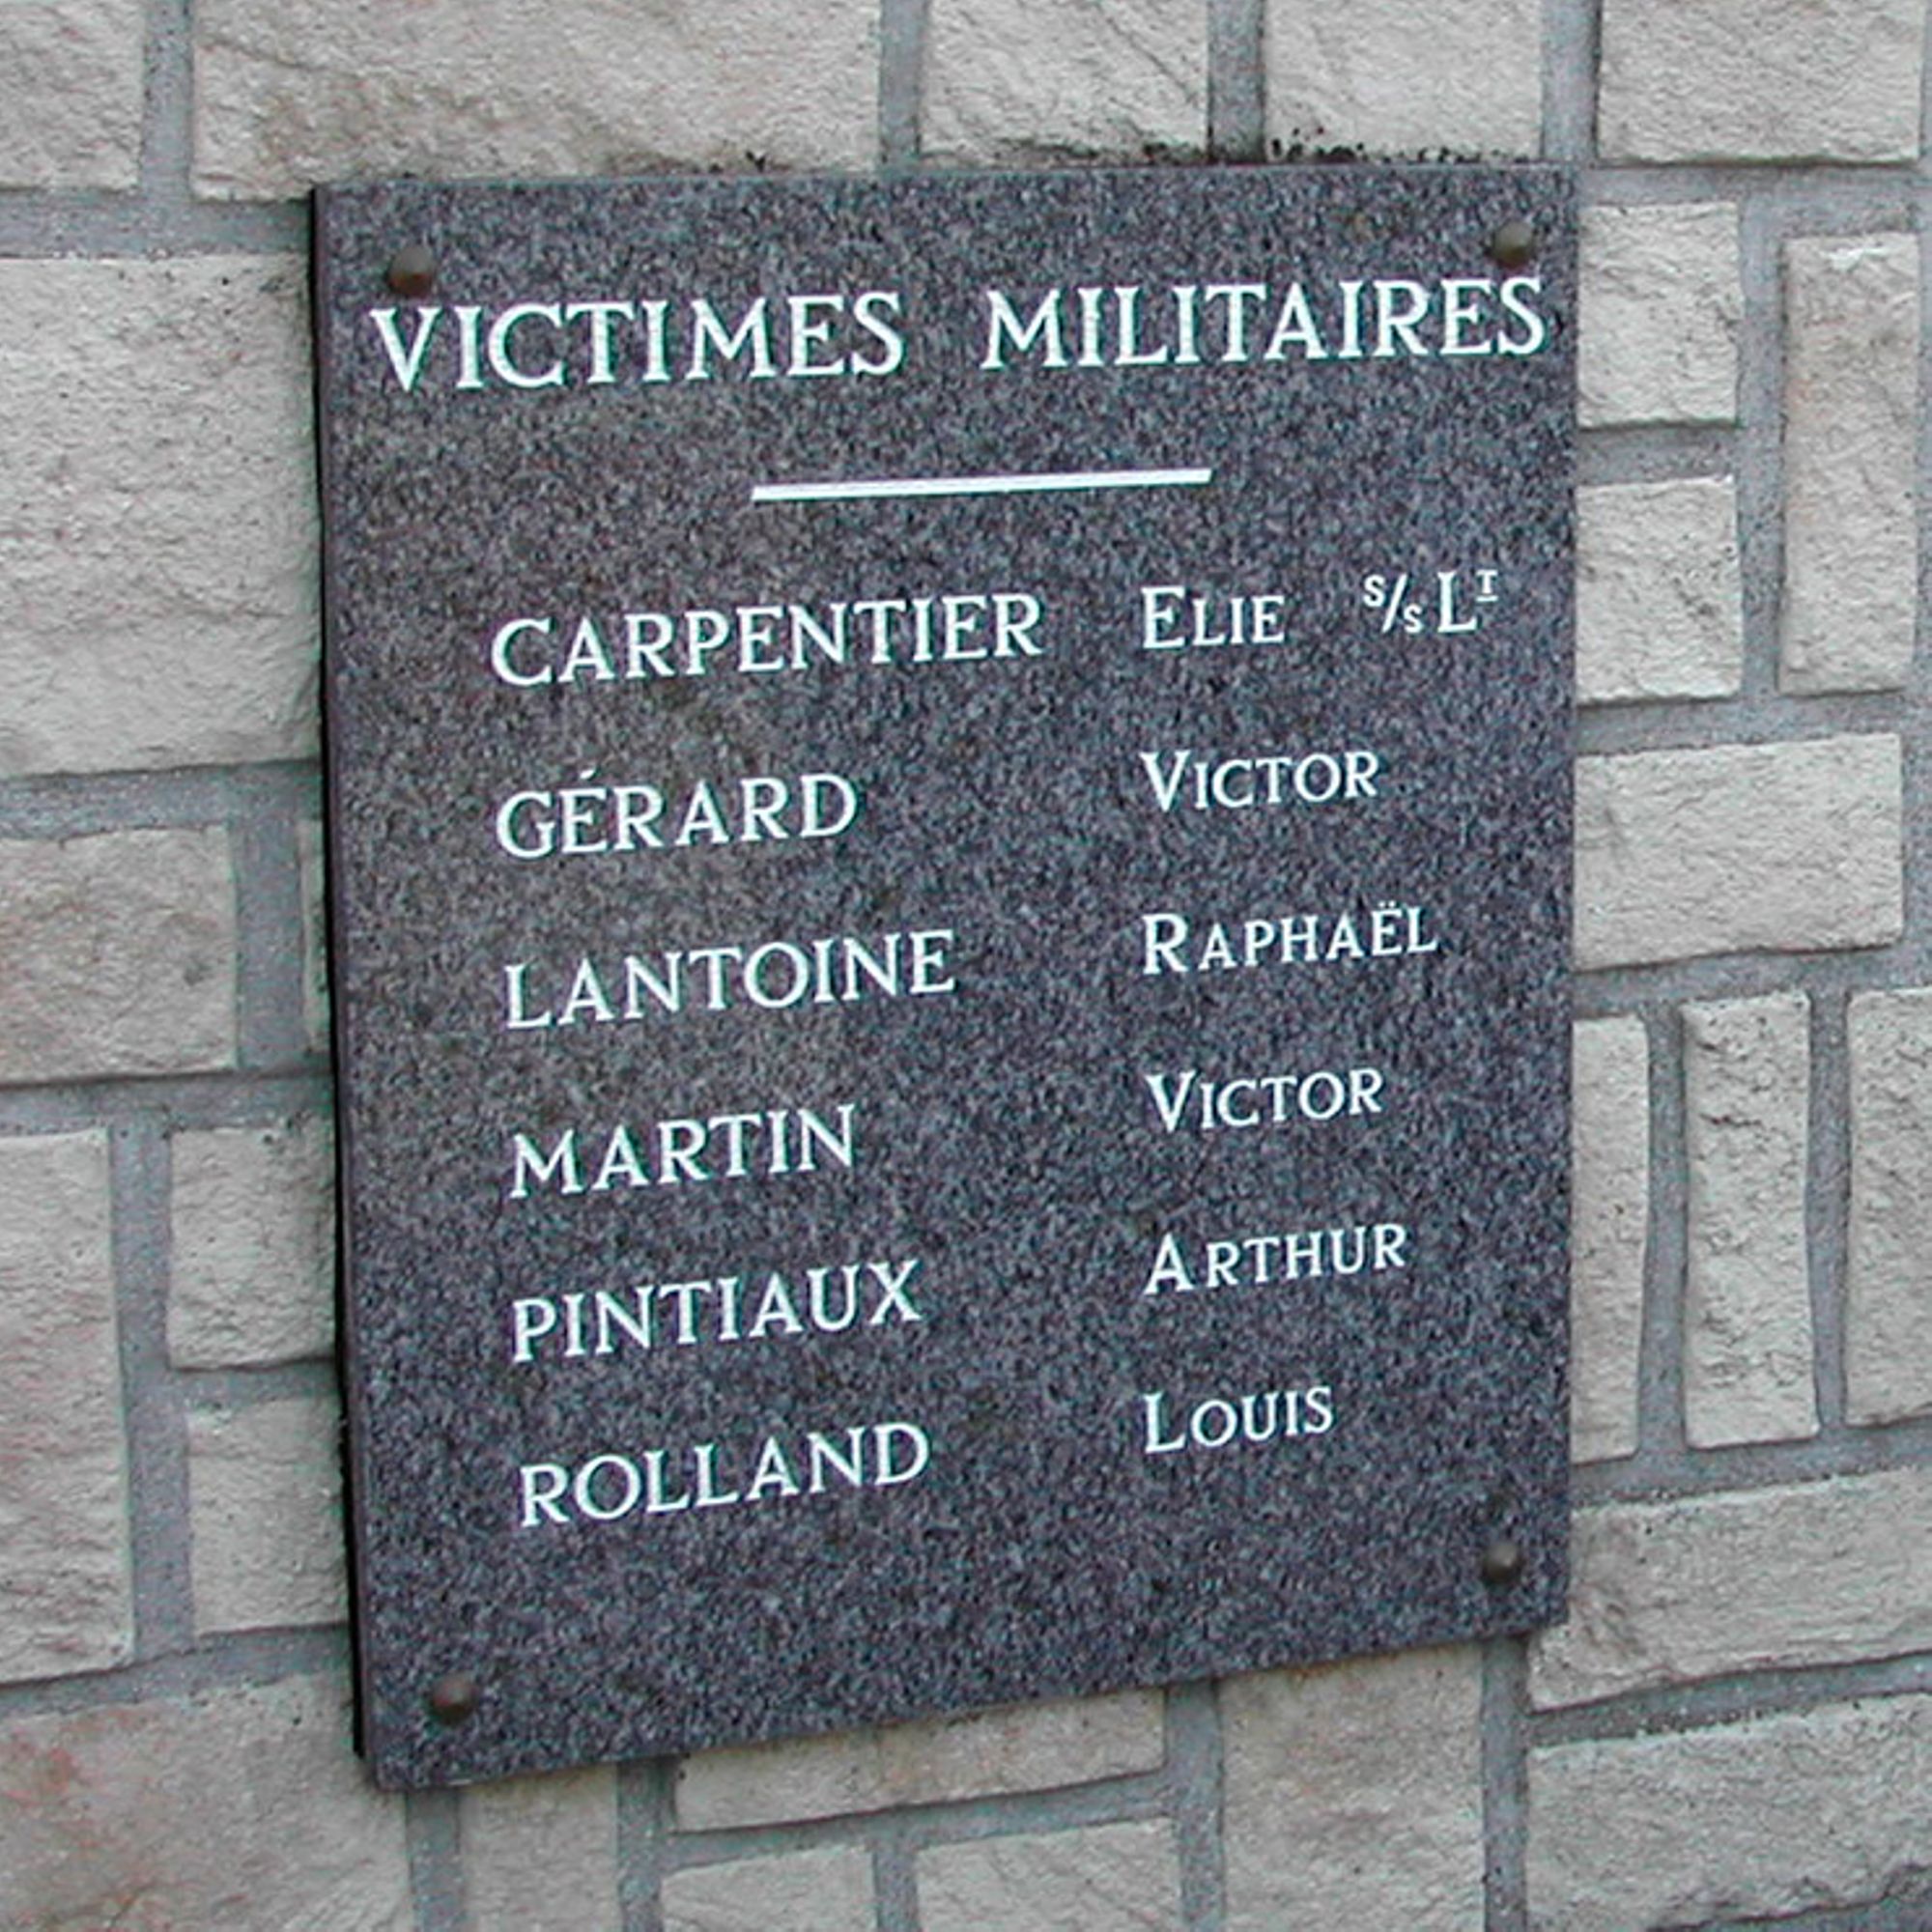 VICTIMES MILITAIRES
CARPENTIER ELIE S/S LT
GÉRARD VICTOR
LANTOINE RAPHAËL
MARTIN VICTOR
PINTIAUX ARTHUR
ROLLAND LOUIS